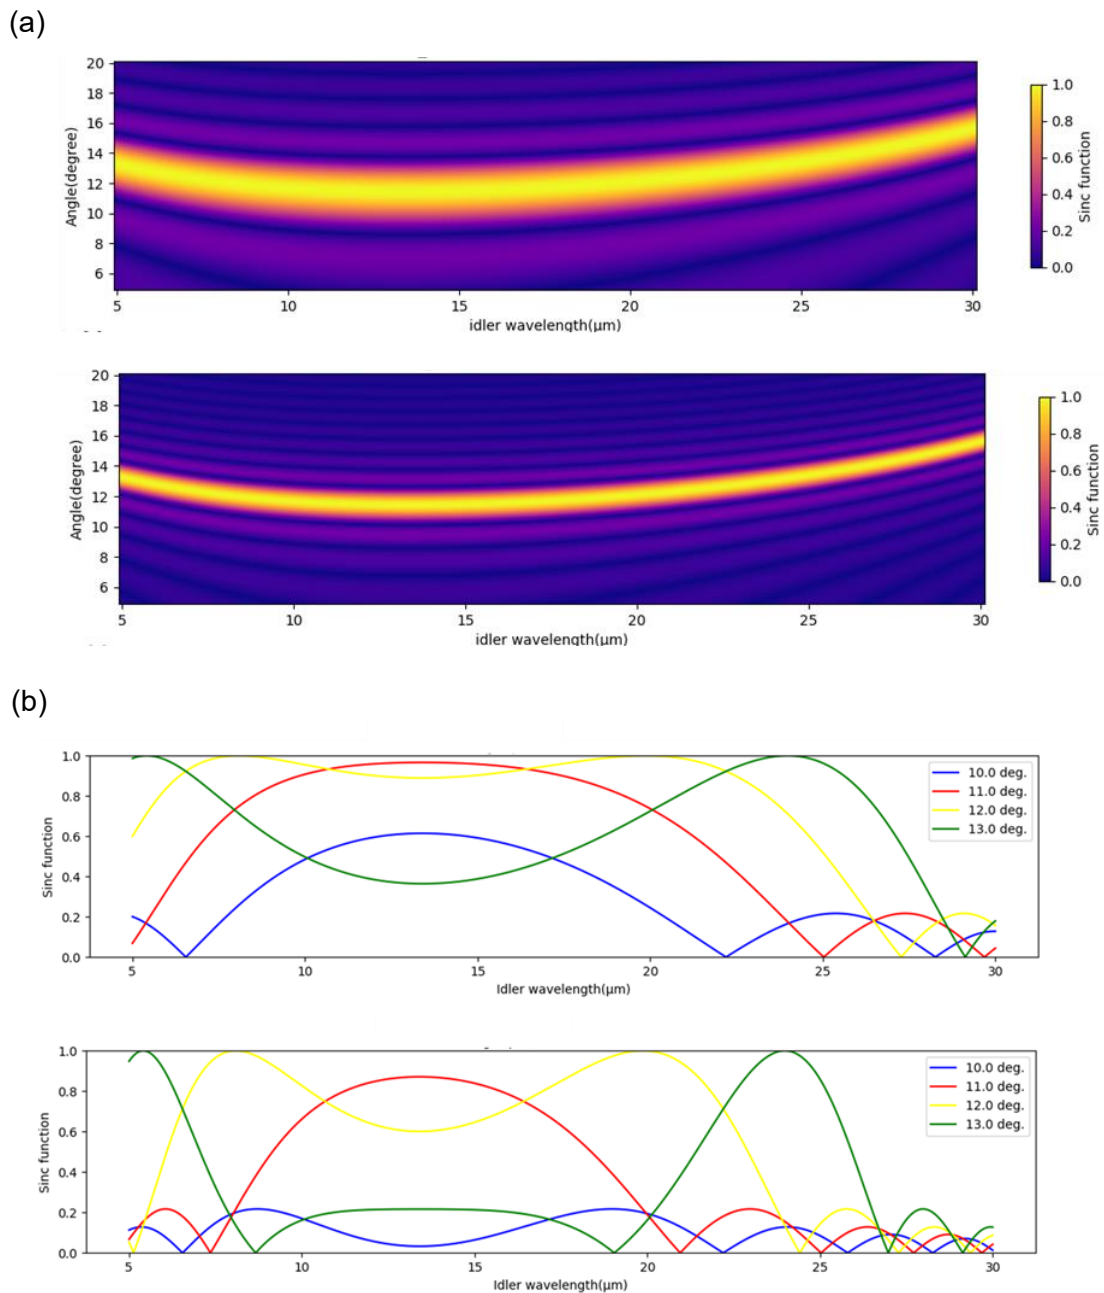 (a)
20
18
16
14
12
10
8
6
Angle(degree)
5 10 15 20 25 30
idler wavelength(μm)
1.0
0.8
0.6
0.4
0.2
0.0
Sinc function
20
18
16
14
12
10
8
6
Angle(degree)
5 10 15 20 25 30
idler wavelength(μm)
1.0
0.8
0.6
0.4
0.2
0.0
Sinc function
(b)
1.0
0.8
0.6
0.4
0.2
0.0
Sinc function
10.0 deg.
11.0 deg.
12.0 deg.
13.0 deg.
5 10 15 20 25 30
Idler wavelength(μm)
1.0
0.8
0.6
0.4
0.2
0.0
Sinc function
10.0 deg.
11.0 deg.
12.0 deg.
13.0 deg.
5 10 15 20 25 30
Idler wavelength(μm)